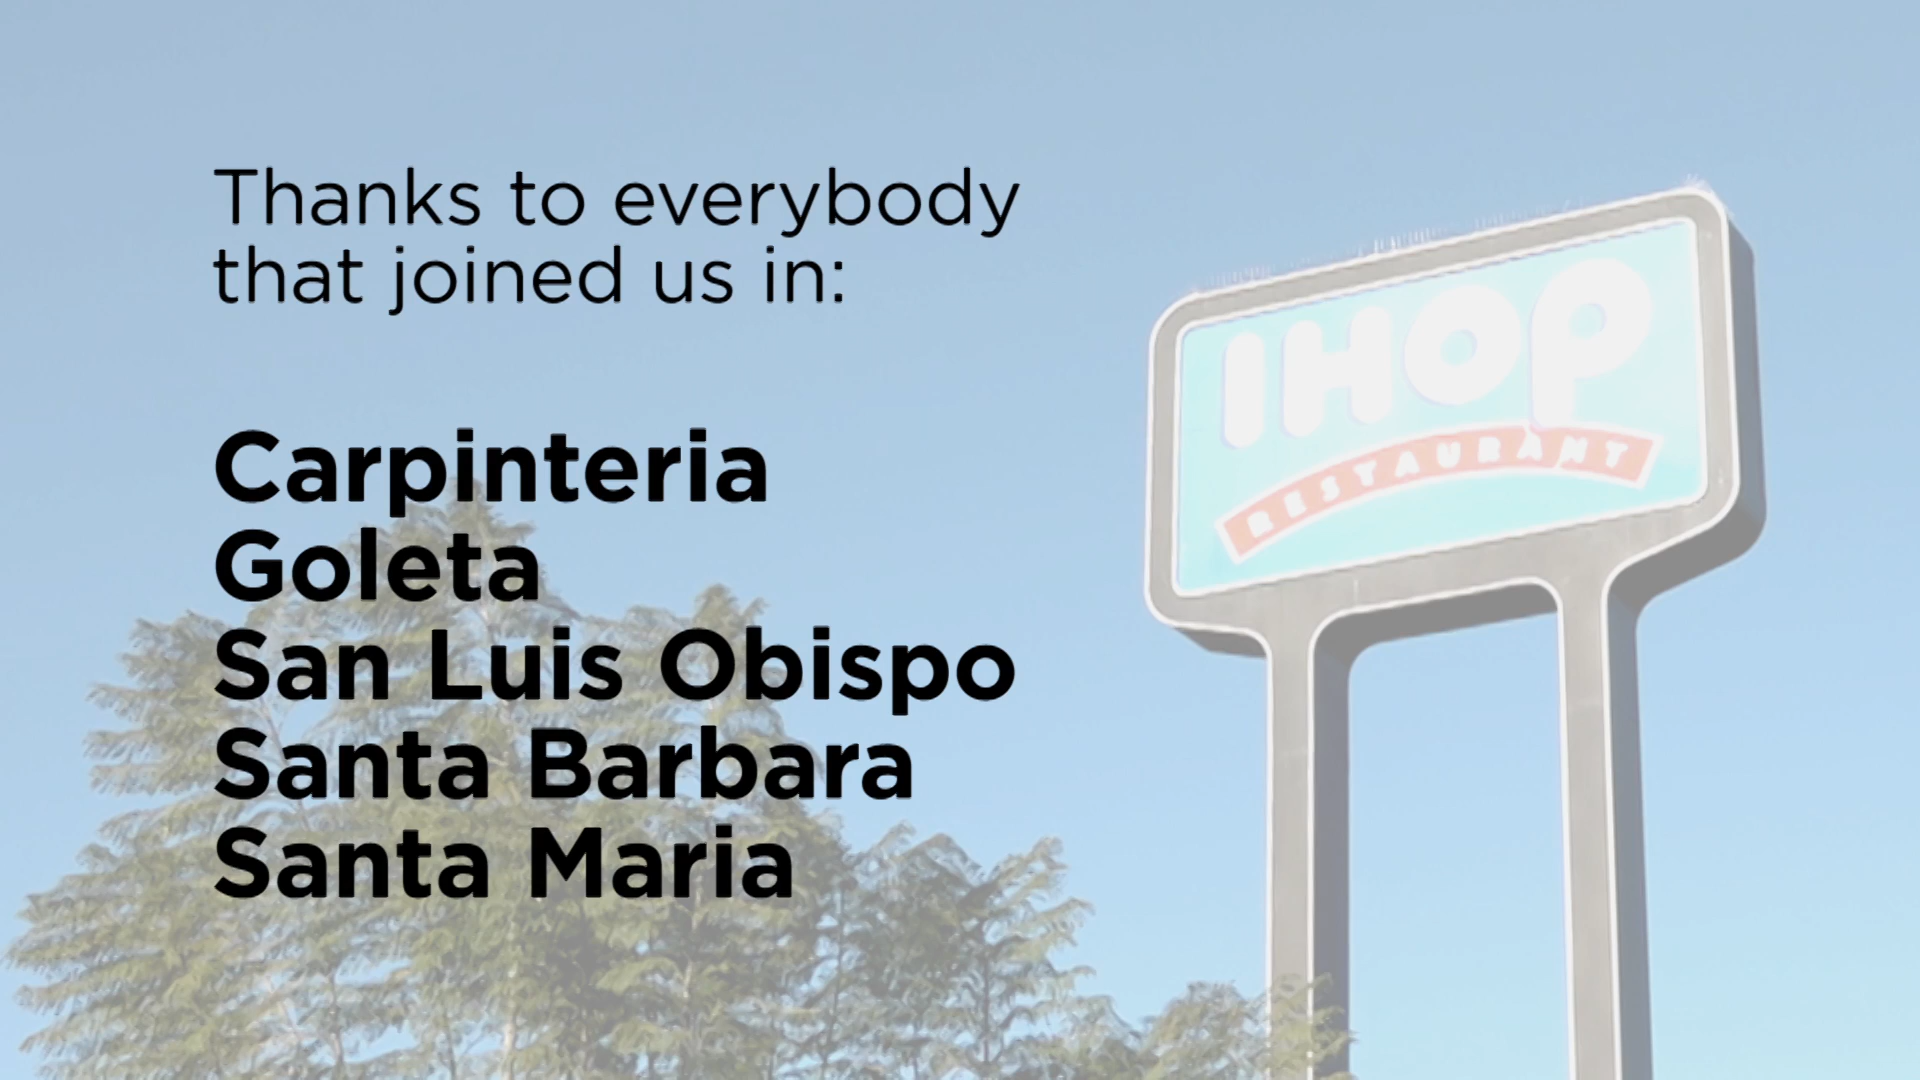 Thanks to everybody
that joined us in:
Carpinteria
Goleta
San Luis Obispo
Santa Barbara
Santa Maria
IHOP
RESTAURANT